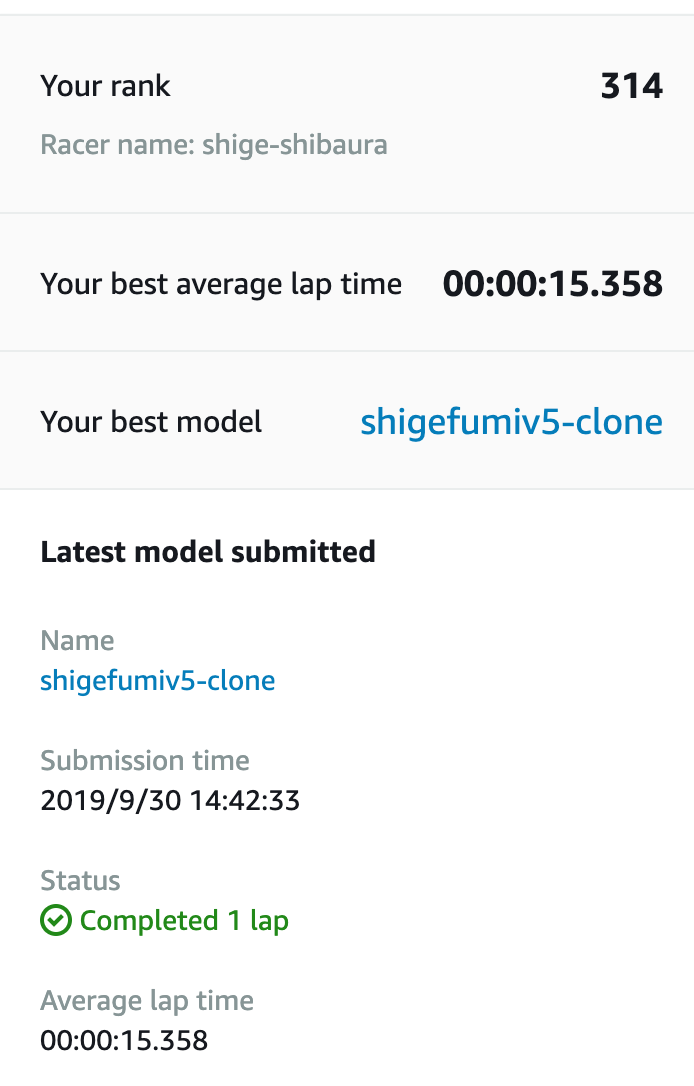 Your rank 314
Racer name: shige-shibaura
Your best average lap time 00:00:15.358
Your best model shigefumiv5-clone
Latest model submitted
Name
shigefumiv5-clone
Submission time
2019/9/30 14:42:33
Status
Completed 1 lap
Average lap time
00:00:15.358